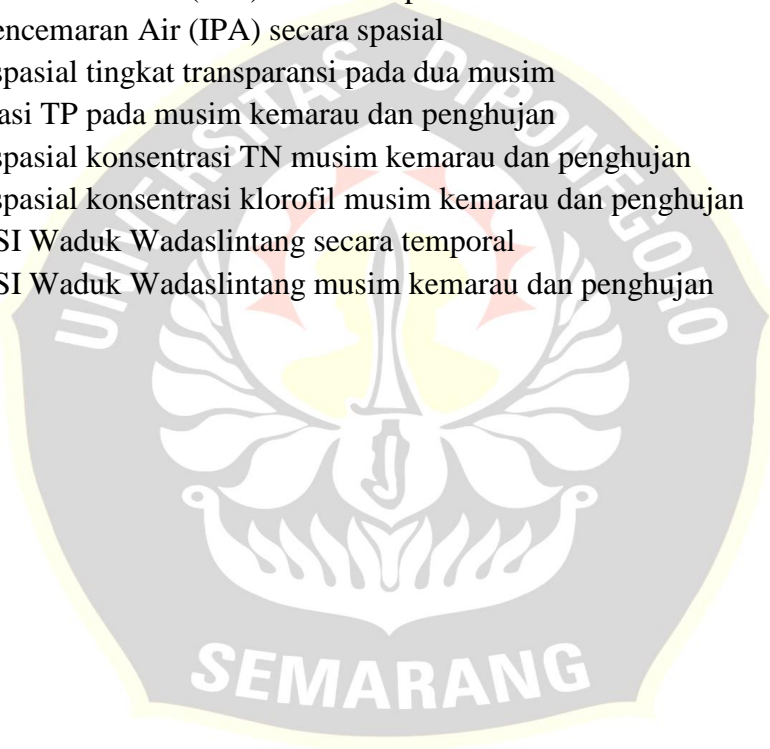 encemaran Air (IPA) secara spasial
spasial tingkat transparansi pada dua musim
asi TP pada musim kemarau dan penghujan
spasial konsentrasi TN musim kemarau dan penghujan
spasial konsentrasi klorofil musim kemarau dan penghujan
SI Waduk Wadaslintang secara temporal
SI Waduk Wadaslintang musim kemarau dan penghujan
UNIVERSITAS DIPONEGORO
SEMARANG